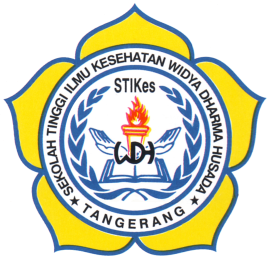 SEKOLAH TINGGI ILMU KESEHATAN WIDYA DHARMA HUSADA
STIKes
WDH
TANGERANG